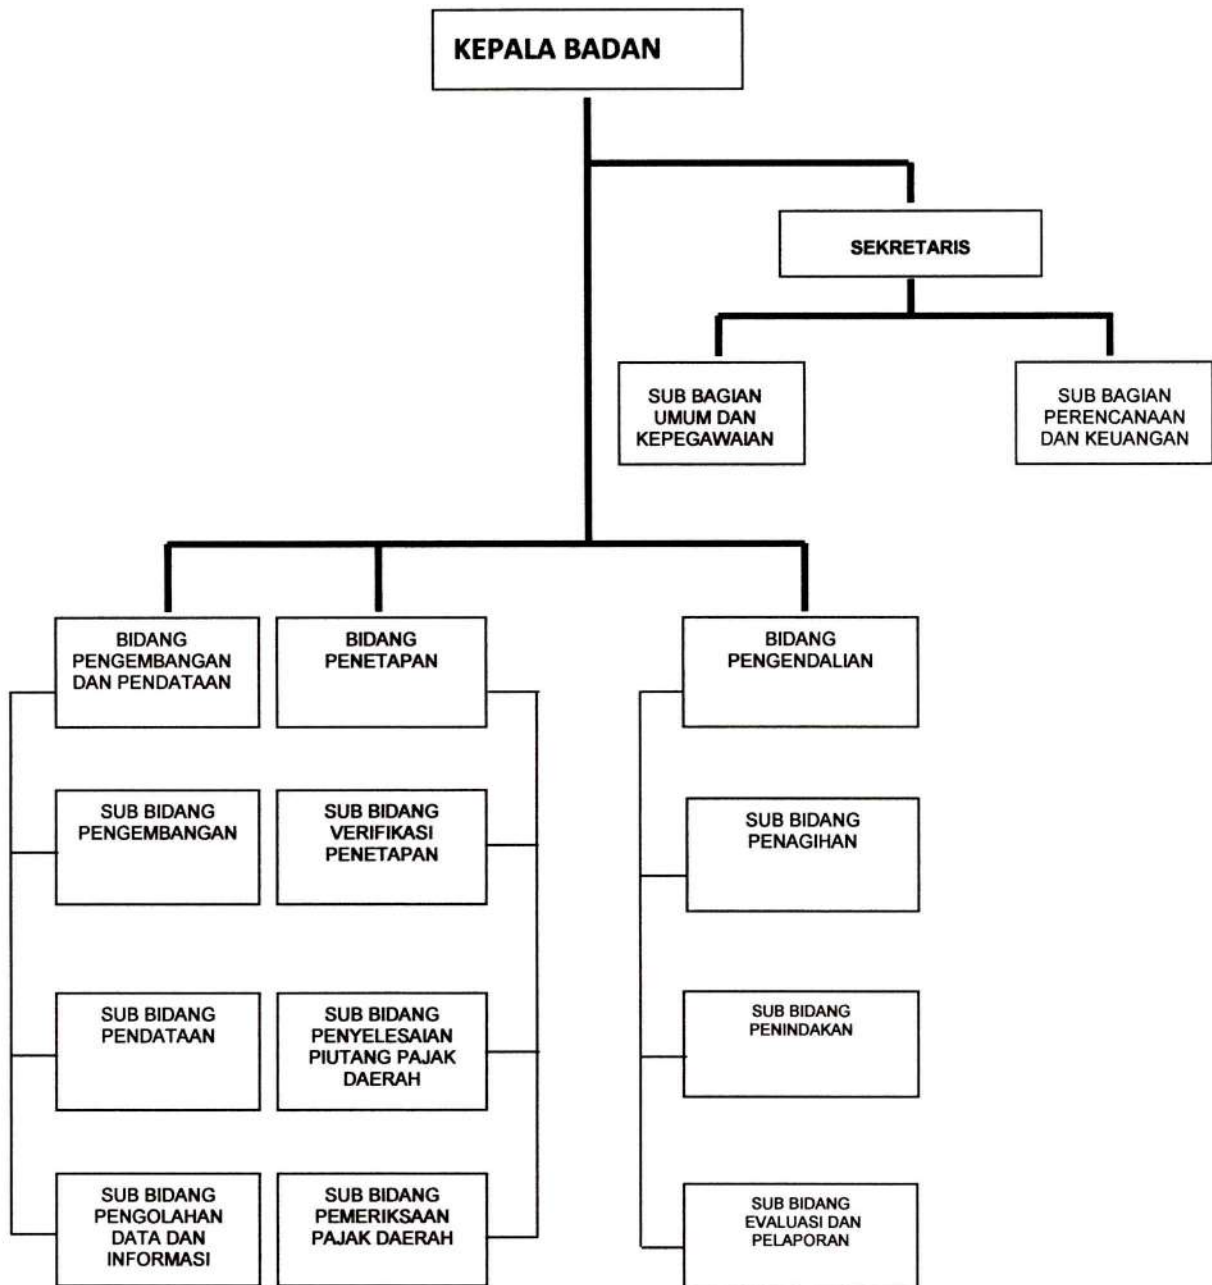 KEPALA BADAN
SEKRETARIS
SUB BAGIAN
UMUM DAN
KEPEGAWAIAN
SUB BAGIAN
PERENCANAAN
DAN KEUANGAN
BIDANG
PENGEMBANGAN
DAN PENDATAAN
BIDANG
PENETAPAN
BIDANG
PENGENDALIAN
SUB BIDANG
PENGEMBANGAN
SUB BIDANG
VERIFIKASI
PENETAPAN
SUB BIDANG
PENAGIHAN
SUB BIDANG
PENDATAAN
SUB BIDANG
PENYELESAIAN
PIUTANG PAJAK
DAERAH
SUB BIDANG
PENINDAKAN
SUB BIDANG
PENGOLAHAN
DATA DAN
INFORMASI
SUB BIDANG
PEMERIKSAAN
PAJAK DAERAH
SUB BIDANG
EVALUASI DAN
PELAPORAN